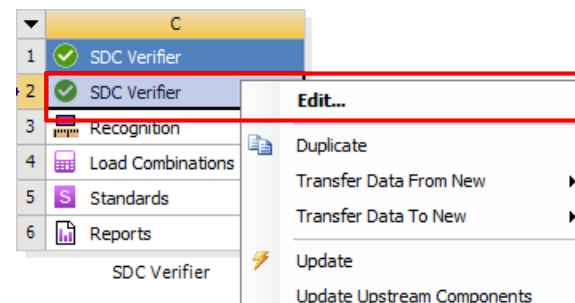 C
1 SDC Verifier
2 SDC Verifier
Edit...
3 Recognition
Duplicate
4 Load Combinations
Transfer Data From New
5 Standards
Transfer Data To New
6 Reports
SDC Verifier
Update
Update Upstream Components